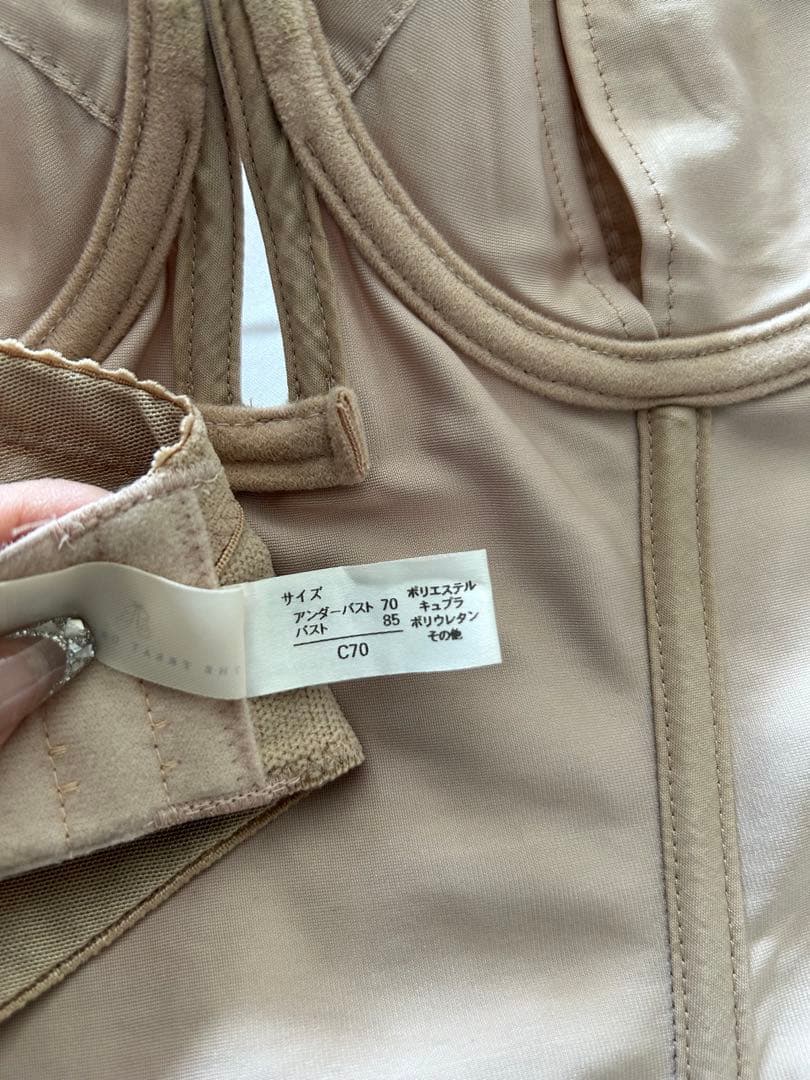 サイズ
アンダーバスト 70
バスト 85
C70
ポリエステル
キュプラ
ポリウレタン
その他
THE